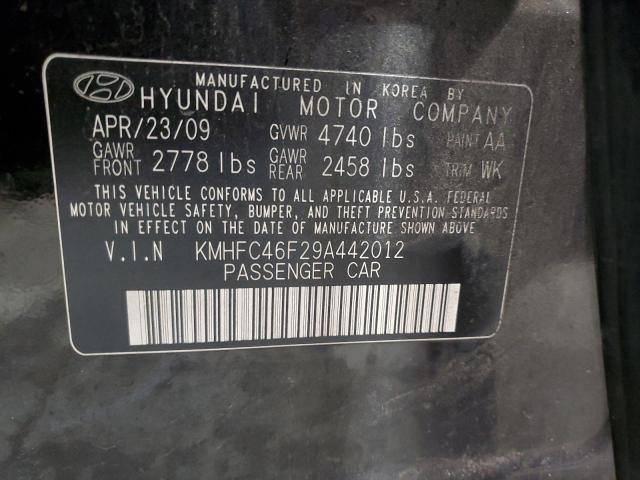 MANUFACTURED IN KOREA BY
HYUNDAI MOTOR COMPANY
APR/23/09 GVWR 4740 lbs PAINT AA
GAWR FRONT 2778 lbs GAWR REAR 2458 lbs TRIM WK
THIS VEHICLE CONFORMS TO ALL APPLICABLE U.S.A. FEDERAL
MOTOR VEHICLE SAFETY, BUMPER, AND THEFT PREVENTION STANDARDS
IN EFFECT ON THE DATE OF MANUFACTURE SHOWN ABOVE
V.I.N KMHFC46F29A442012
PASSENGER CAR